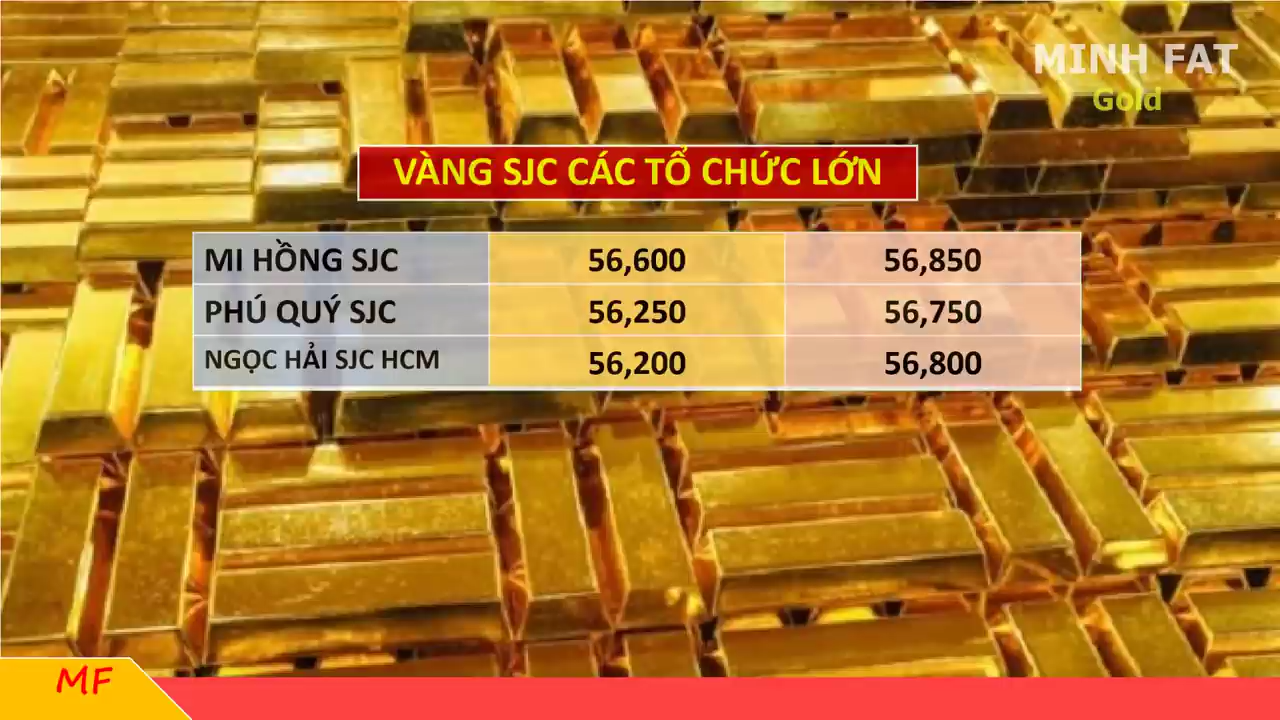 MINH FAT
Gold
VÀNG SJC CÁC TỔ CHỨC LỚN
MI HỒNG SJC 56,600 56,850
PHÚ QUÝ SJC 56,250 56,750
NGỌC HẢI SJC HCM 56,200 56,800
MF